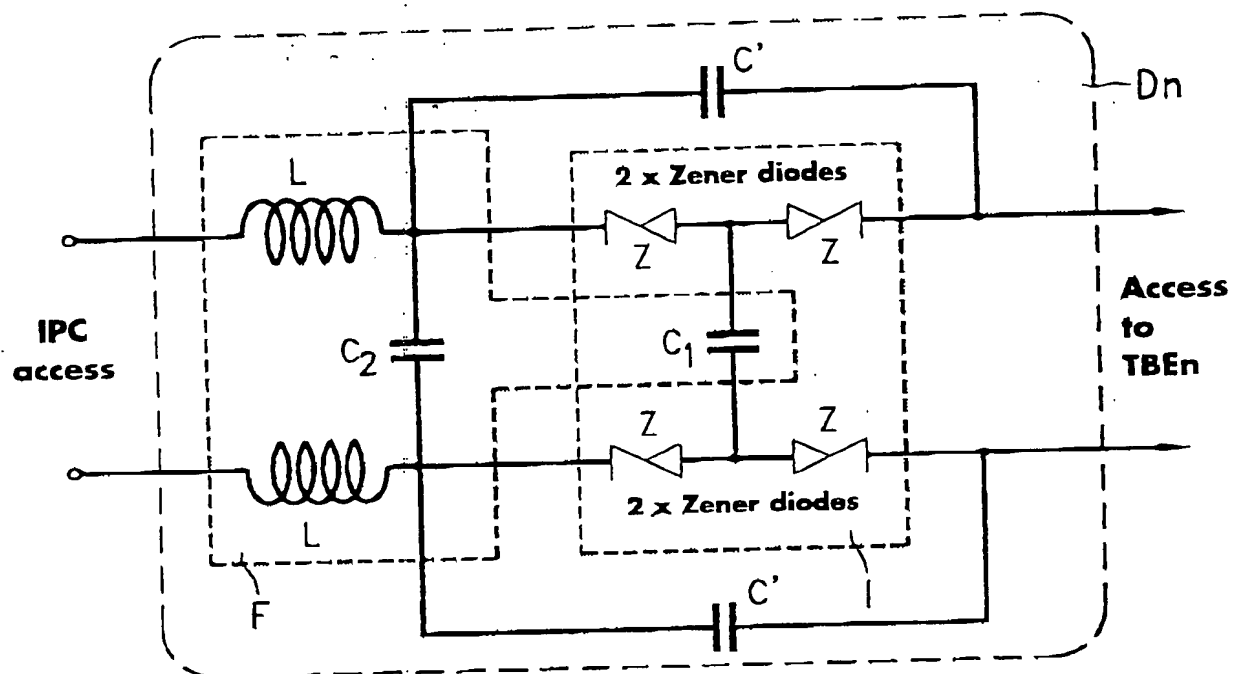 C'
Dn
L
2 x Zener diodes
Z
Z
IPC
access
C2
C1
Access
to
TBEn
Z
Z
2 x Zener diodes
L
F
C'
I